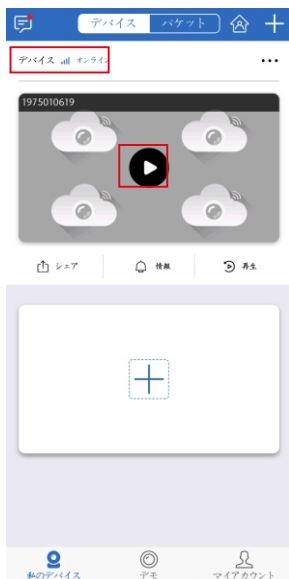 デバイス パケット
デバイス オンライン
1975010619
シェア 情報 再生
私のデバイス デモ マイアカウント